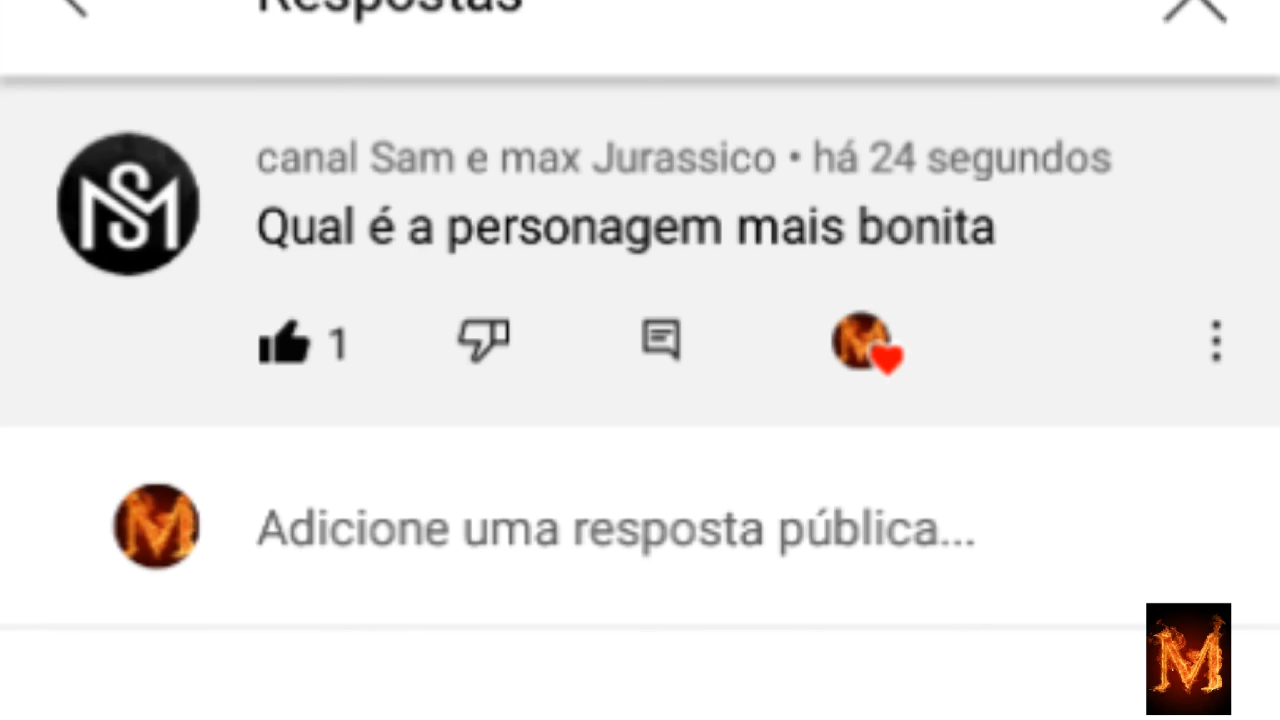 Respostas
canal Sam e max Jurassico • há 24 segundos
Qual é a personagem mais bonita
1
Adicione uma resposta pública...
M